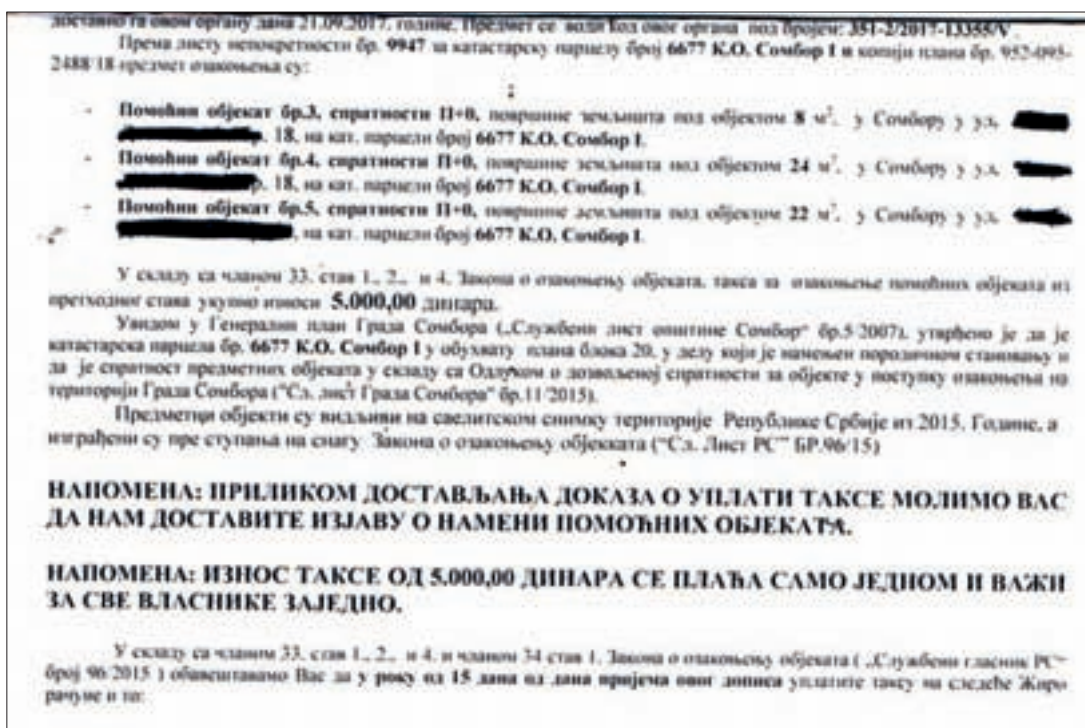 доставио га овом органу дана 21.09.2017. године. Предмет се води код овог органа под бројем: 351-2/2017-13355/V
Према листу непокретности бр. 9947 за катастарску парцелу број 6677 К.О. Сомбор I и копији плана бр. 952-095-
2488/18 предмет озакоњења су:
- Помоћни објекат бр.3, спратности П+0, површине земљишта под објектом 8 м², у Сомбору у ул.
р. 18, на кат. парцели број 6677 К.О. Сомбор I.
- Помоћни објекат бр.4, спратности П+0, површине земљишта под објектом 24 м², у Сомбору у ул.
р. 18, на кат. парцели број 6677 К.О. Сомбор I.
- Помоћни објекат бр.5, спратности П+0, површине земљишта под објектом 22 м², у Сомбору у ул.
, на кат. парцели број 6677 К.О. Сомбор I.
У складу са чланом 33. став 1., 2., и 4. Закона о озакоњењу објеката, такса за озакоњење помоћних објеката из
претходног става укупно износи 5.000,00 динара.
Увидом у Генерални план Града Сомбора („Службени лист општине Сомбор“ бр.5/2007), утврђено је да је
катастарска парцела бр. 6677 К.О. Сомбор I у обухвату плана блока 20, у делу који је намењен породичном становању и
да је спратност предметних објеката у складу са Одлуком о дозвољеној спратности за објекте у поступку озакоњења на
територији Града Сомбора ("Сл. лист Града Сомбора" бр.11/2015).
Предметци објекти су видљиви на саелитском снимку територије Републике Србије из 2015. Године, а
изграђени су пре ступања на снагу Закона о озакоњењу објекката ("Сл. Лист РС"" БР.96/15)
НАПОМЕНА: ПРИЛИКОМ ДОСТАВЉАЊА ДОКАЗА О УПЛАТИ ТАКСЕ МОЛИМО ВАС
ДА НАМ ДОСТАВИТЕ ИЗЈАВУ О НАМЕНИ ПОМОЋНИХ ОБЈЕКАТА.
НАПОМЕНА: ИЗНОС ТАКСЕ ОД 5.000,00 ДИНАРА СЕ ПЛАЋА САМО ЈЕДНОМ И ВАЖИ
ЗА СВЕ ВЛАСНИКЕ ЗАЈЕДНО.
У складу са чланом 33. став 1., 2., и 4. и чланом 34 став 1. Закона о озакоњењу објеката ( „Службени гласник РС“
број 96/2015 ) обавештавамо Вас да у року од 15 дана од дана пријема овог дописа уплатите таксу на следеће Жиро
рачуне и то: